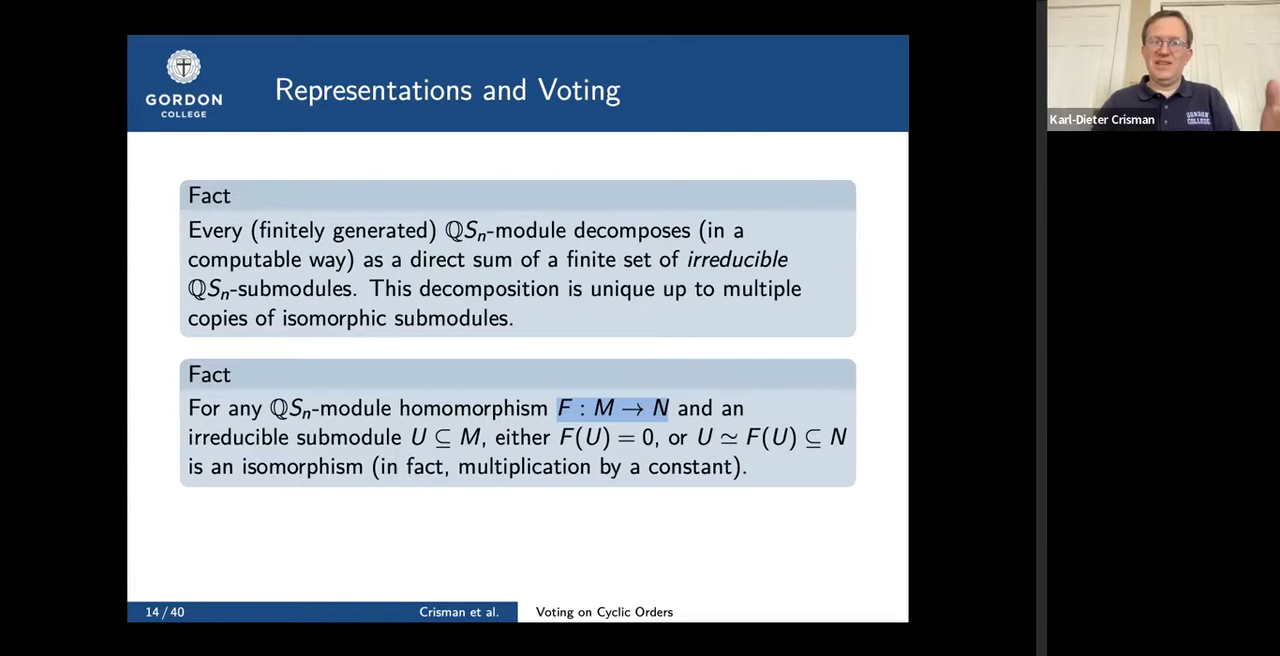 GORDON
COLLEGE
Representations and Voting
Fact
Every (finitely generated) ℚSₙ-module decomposes (in a
computable way) as a direct sum of a finite set of irreducible
ℚSₙ-submodules. This decomposition is unique up to multiple
copies of isomorphic submodules.
Fact
For any ℚSₙ-module homomorphism F : M → N and an
irreducible submodule U ⊆ M, either F(U) = 0, or U ≃ F(U) ⊆ N
is an isomorphism (in fact, multiplication by a constant).
14 / 40
Crisman et al.
Voting on Cyclic Orders
Karl-Dieter Crisman
GORDON
COLLEGE